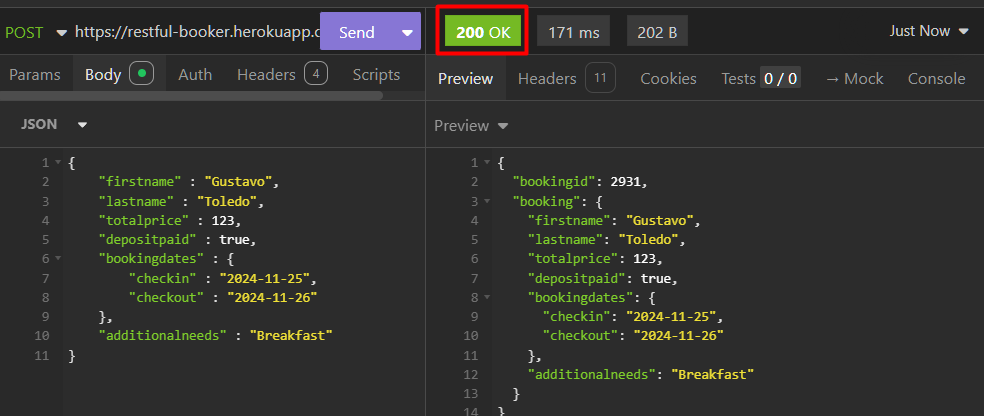 POST https://restful-booker.herokuapp.c Send 200 OK 171 ms 202 B Just Now
Params Body Auth Headers 4 Scripts
Preview Headers 11 Cookies Tests 0 / 0 → Mock Console
JSON
Preview
1 {
2 "firstname" : "Gustavo",
3 "lastname" : "Toledo",
4 "totalprice" : 123,
5 "depositpaid" : true,
6 "bookingdates" : {
7 "checkin" : "2024-11-25",
8 "checkout" : "2024-11-26"
9 },
10 "additionalneeds" : "Breakfast"
11 }
1 {
2 "bookingid": 2931,
3 "booking": {
4 "firstname": "Gustavo",
5 "lastname": "Toledo",
6 "totalprice": 123,
7 "depositpaid": true,
8 "bookingdates": {
9 "checkin": "2024-11-25",
10 "checkout": "2024-11-26"
11 },
12 "additionalneeds": "Breakfast"
13 }
14 }